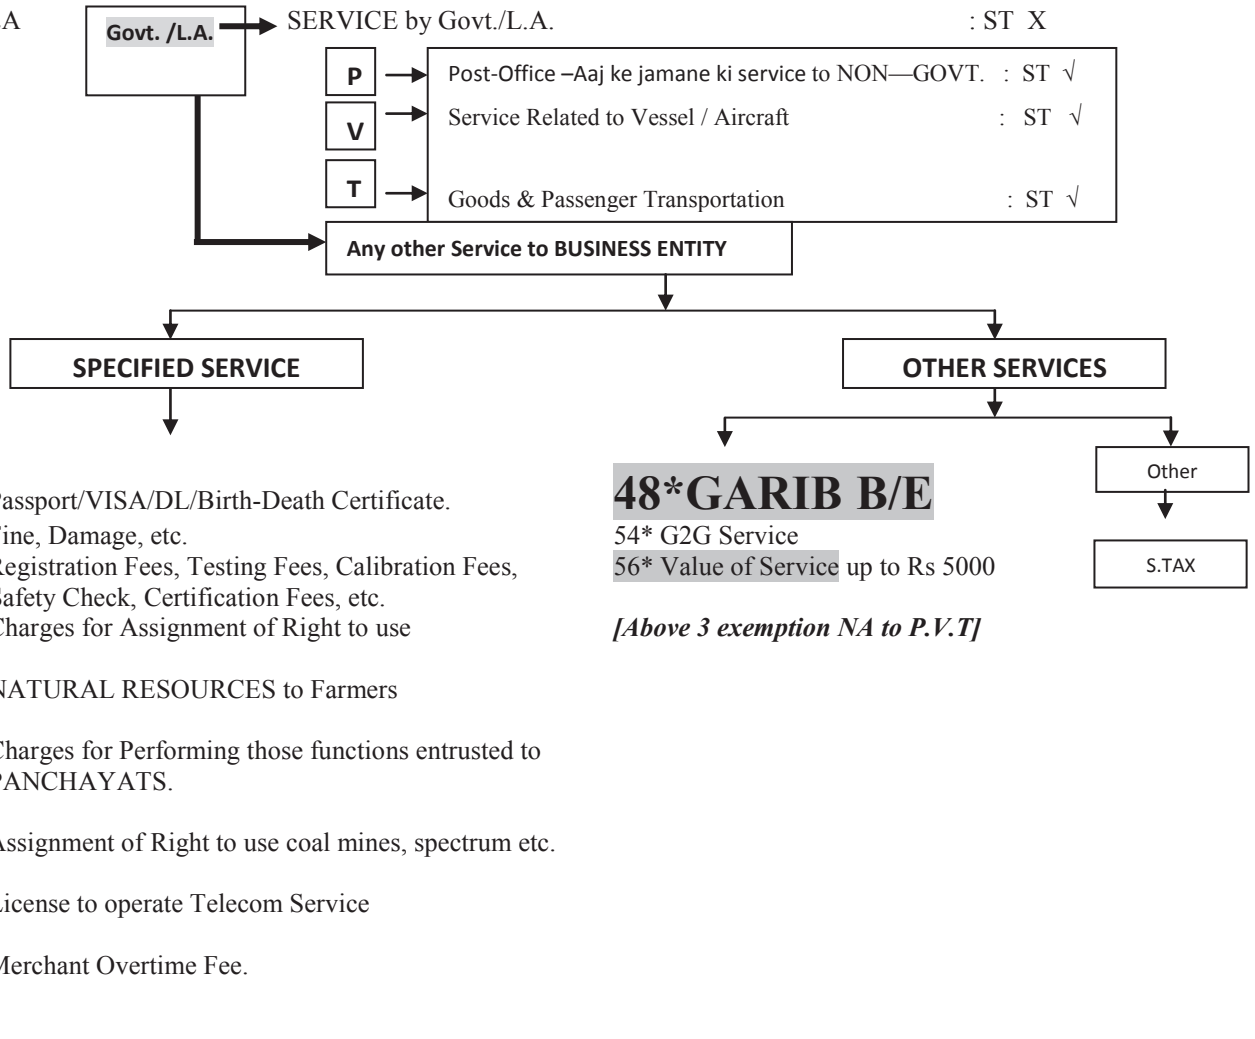 A
Govt. /L.A.
SERVICE by Govt./L.A. : ST X
P
Post-Office –Aaj ke jamane ki service to NON—GOVT. : ST √
V
Service Related to Vessel / Aircraft : ST √
T
Goods & Passenger Transportation : ST √
Any other Service to BUSINESS ENTITY
SPECIFIED SERVICE
OTHER SERVICES
Passport/VISA/DL/Birth-Death Certificate.
Fine, Damage, etc.
Registration Fees, Testing Fees, Calibration Fees,
Safety Check, Certification Fees, etc.
Charges for Assignment of Right to use
NATURAL RESOURCES to Farmers
Charges for Performing those functions entrusted to
PANCHAYATS.
Assignment of Right to use coal mines, spectrum etc.
License to operate Telecom Service
Merchant Overtime Fee.
48*GARIB B/E
54* G2G Service
56* Value of Service up to Rs 5000
[Above 3 exemption NA to P.V.T]
Other
S.TAX